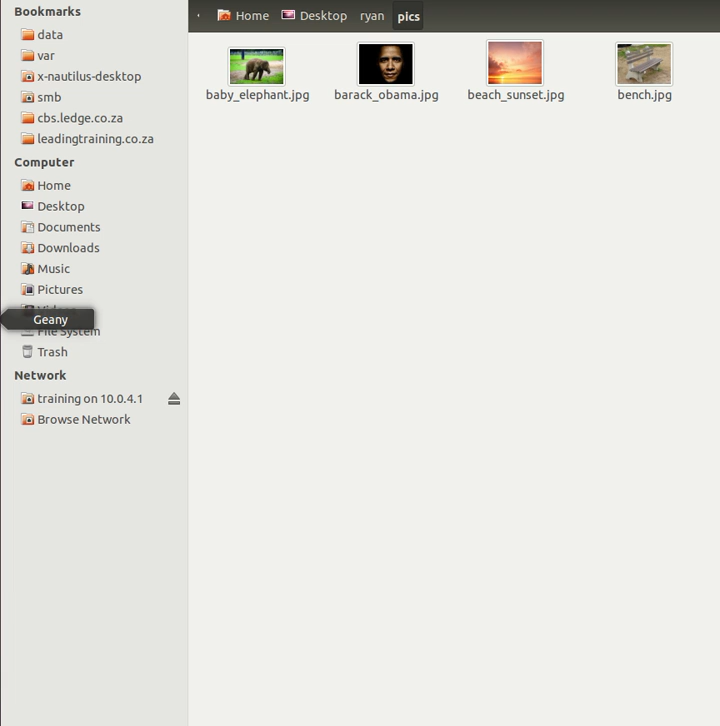 Bookmarks
data
var
x-nautilus-desktop
smb
cbs.ledge.co.za
leadingtraining.co.za
Computer
Home
Desktop
Documents
Downloads
Music
Pictures
Geany
File System
Trash
Network
training on 10.0.4.1
Browse Network
Home Desktop ryan pics
baby_elephant.jpg barack_obama.jpg beach_sunset.jpg bench.jpg